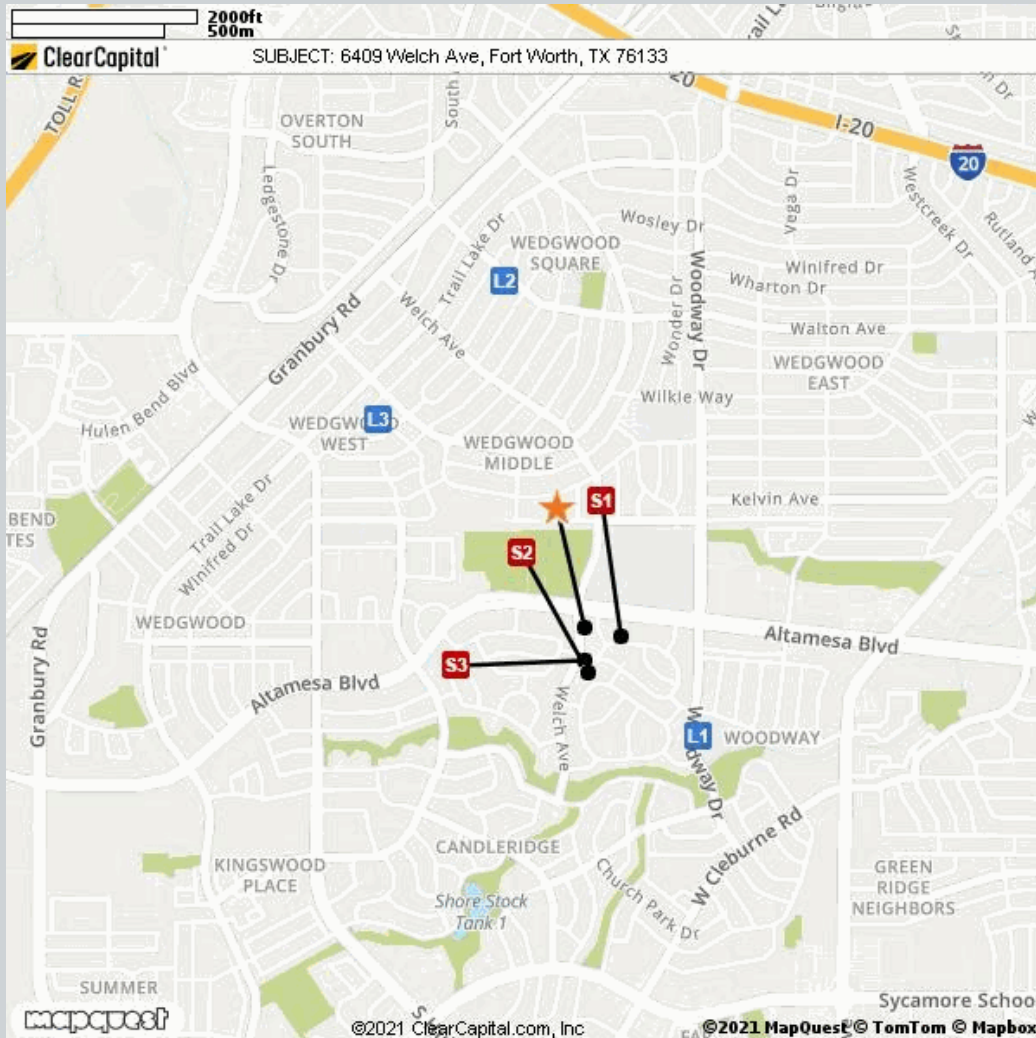 2000ft
500m
ClearCapital
SUBJECT: 6409 Welch Ave, Fort Worth, TX 76133
TOLL R
OVERTON
SOUTH
South
20
I-20
20
Ledgestone Dr
Trail Lake Dr
WEDGWOOD
SQUARE
Wosley Dr
Vega Dr
Westcreek Dr
Rutland
L2
Winifred Dr
Wharton Dr
Granbury Rd
Welch Ave
Wonder Dr
Woodway Dr
Walton Ave
WEDGWOOD
EAST
Hulen Bend Blvd
WEDGWOOD
WEST
L3
Wilkie Way
WEDGWOOD
MIDDLE
S1
Kelvin Ave
BEND
TES
Trail Lake Dr
Winifred Dr
S2
WEDGWOOD
Altamesa Blvd
S3
Altamesa Blvd
Granbury Rd
Welch Ave
L1
WOODWAY
Woodway Dr
CANDLERIDGE
W Cleburne Rd
KINGSWOOD
PLACE
Church Park Dr
GREEN
RIDGE
NEIGHBORS
Shore Stock
Tank 1
SUMMER
Sycamore Schoo
mapquest
©2021 ClearCapital.com, Inc
©2021 MapQuest © TomTom © Mapbox